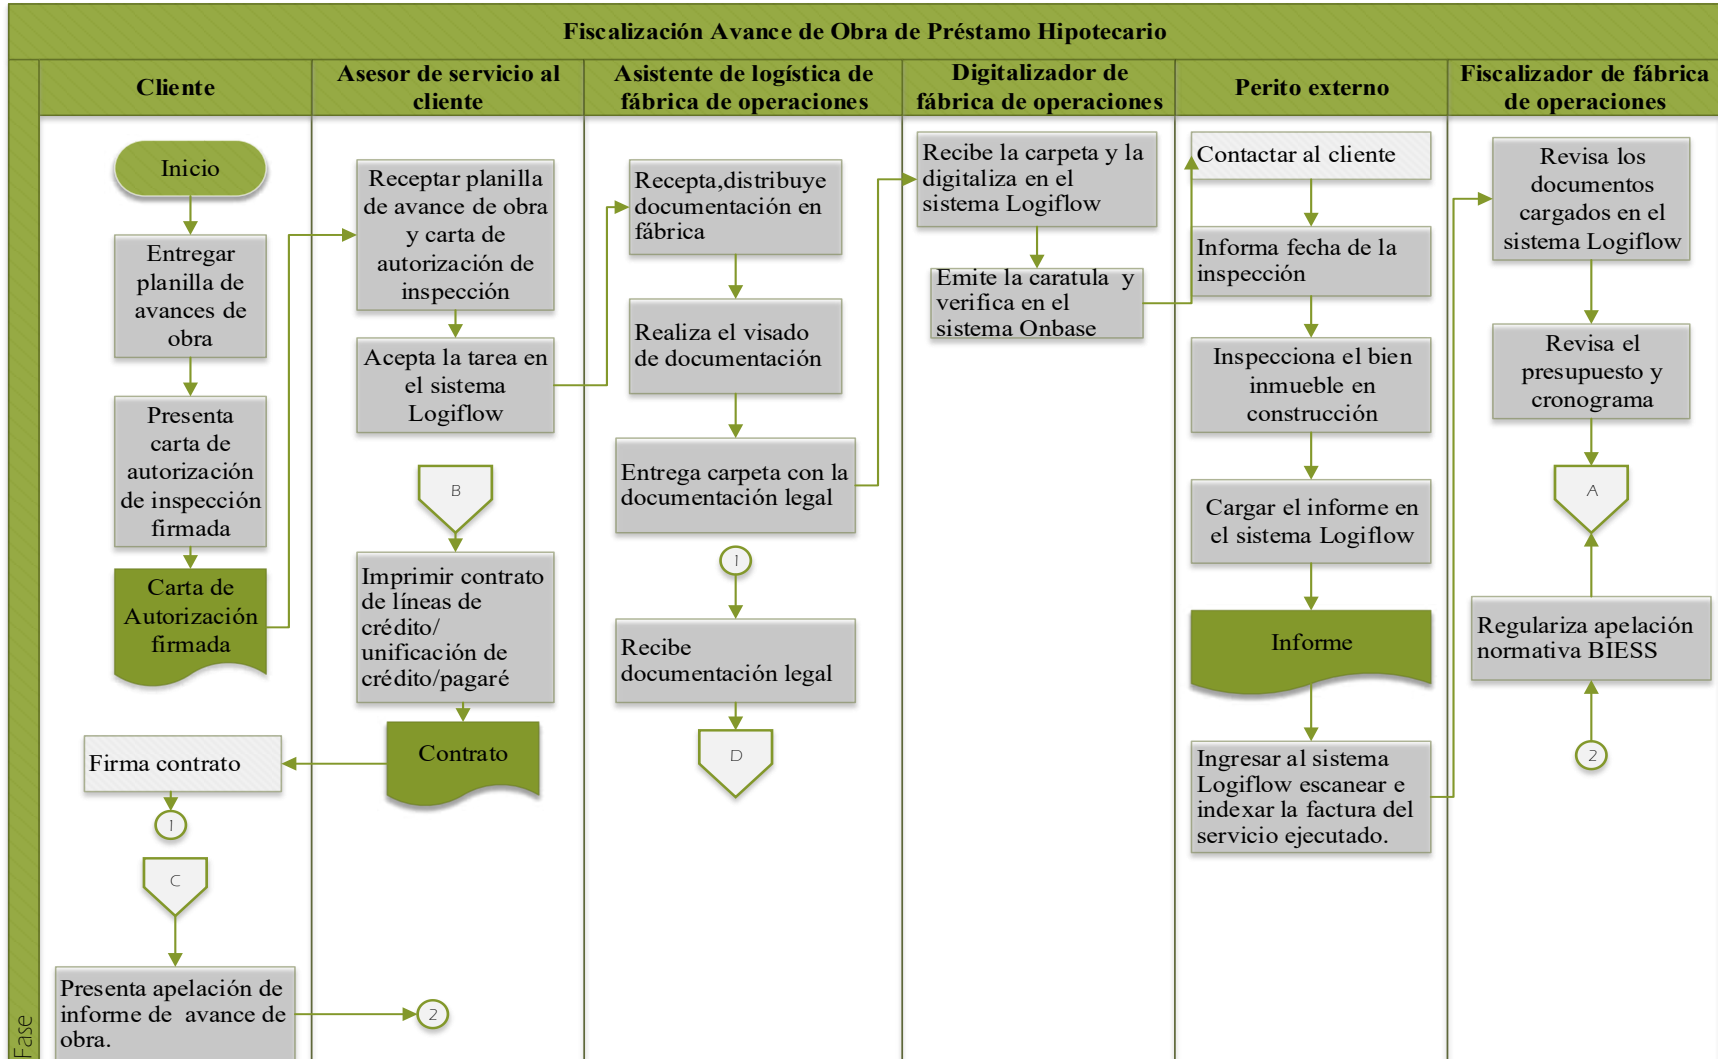 Fiscalización Avance de Obra de Préstamo Hipotecario
Cliente
Asesor de servicio al
cliente
Asistente de logística de
fábrica de operaciones
Digitalizador de
fábrica de operaciones
Perito externo
Fiscalizador de fábrica
de operaciones
Fase
Inicio
Entregar
planilla de
avances de
obra
Presenta
carta de
autorización
de inspección
firmada
Carta de
Autorización
firmada
Firma contrato
1
C
Presenta apelación de
informe de avance de
obra.
Receptar planilla
de avance de obra
y carta de
autorización de
inspección
Acepta la tarea en
el sistema
Logiflow
B
Imprimir contrato
de líneas de
crédito/
unificación de
crédito/pagaré
Contrato
2
Recepta,distribuye
documentación en
fábrica
Realiza el visado
de documentación
Entrega carpeta con la
documentación legal
1
Recibe
documentación legal
D
Recibe la carpeta y la
digitaliza en el
sistema Logiflow
Emite la caratula y
verifica en el
sistema Onbase
Contactar al cliente
Informa fecha de la
inspección
Inspecciona el bien
inmueble en
construcción
Cargar el informe en
el sistema Logiflow
Informe
Ingresar al sistema
Logiflow escanear e
indexar la factura del
servicio ejecutado.
Revisa los
documentos
cargados en el
sistema Logiflow
Revisa el
presupuesto y
cronograma
A
Regulariza apelación
normativa BIESS
2